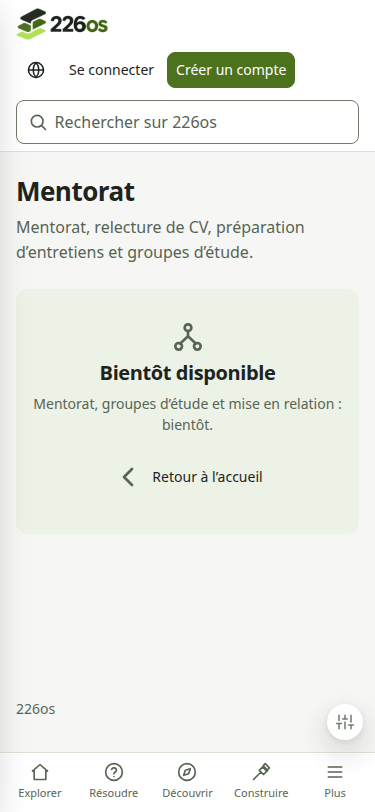 226os
Se connecter
Créer un compte
Rechercher sur 226os
Mentorat
Mentorat, relecture de CV, préparation
d’entretiens et groupes d’étude.
Bientôt disponible
Mentorat, groupes d’étude et mise en relation :
bientôt.
Retour à l’accueil
226os
Explorer
Résoudre
Découvrir
Construire
Plus